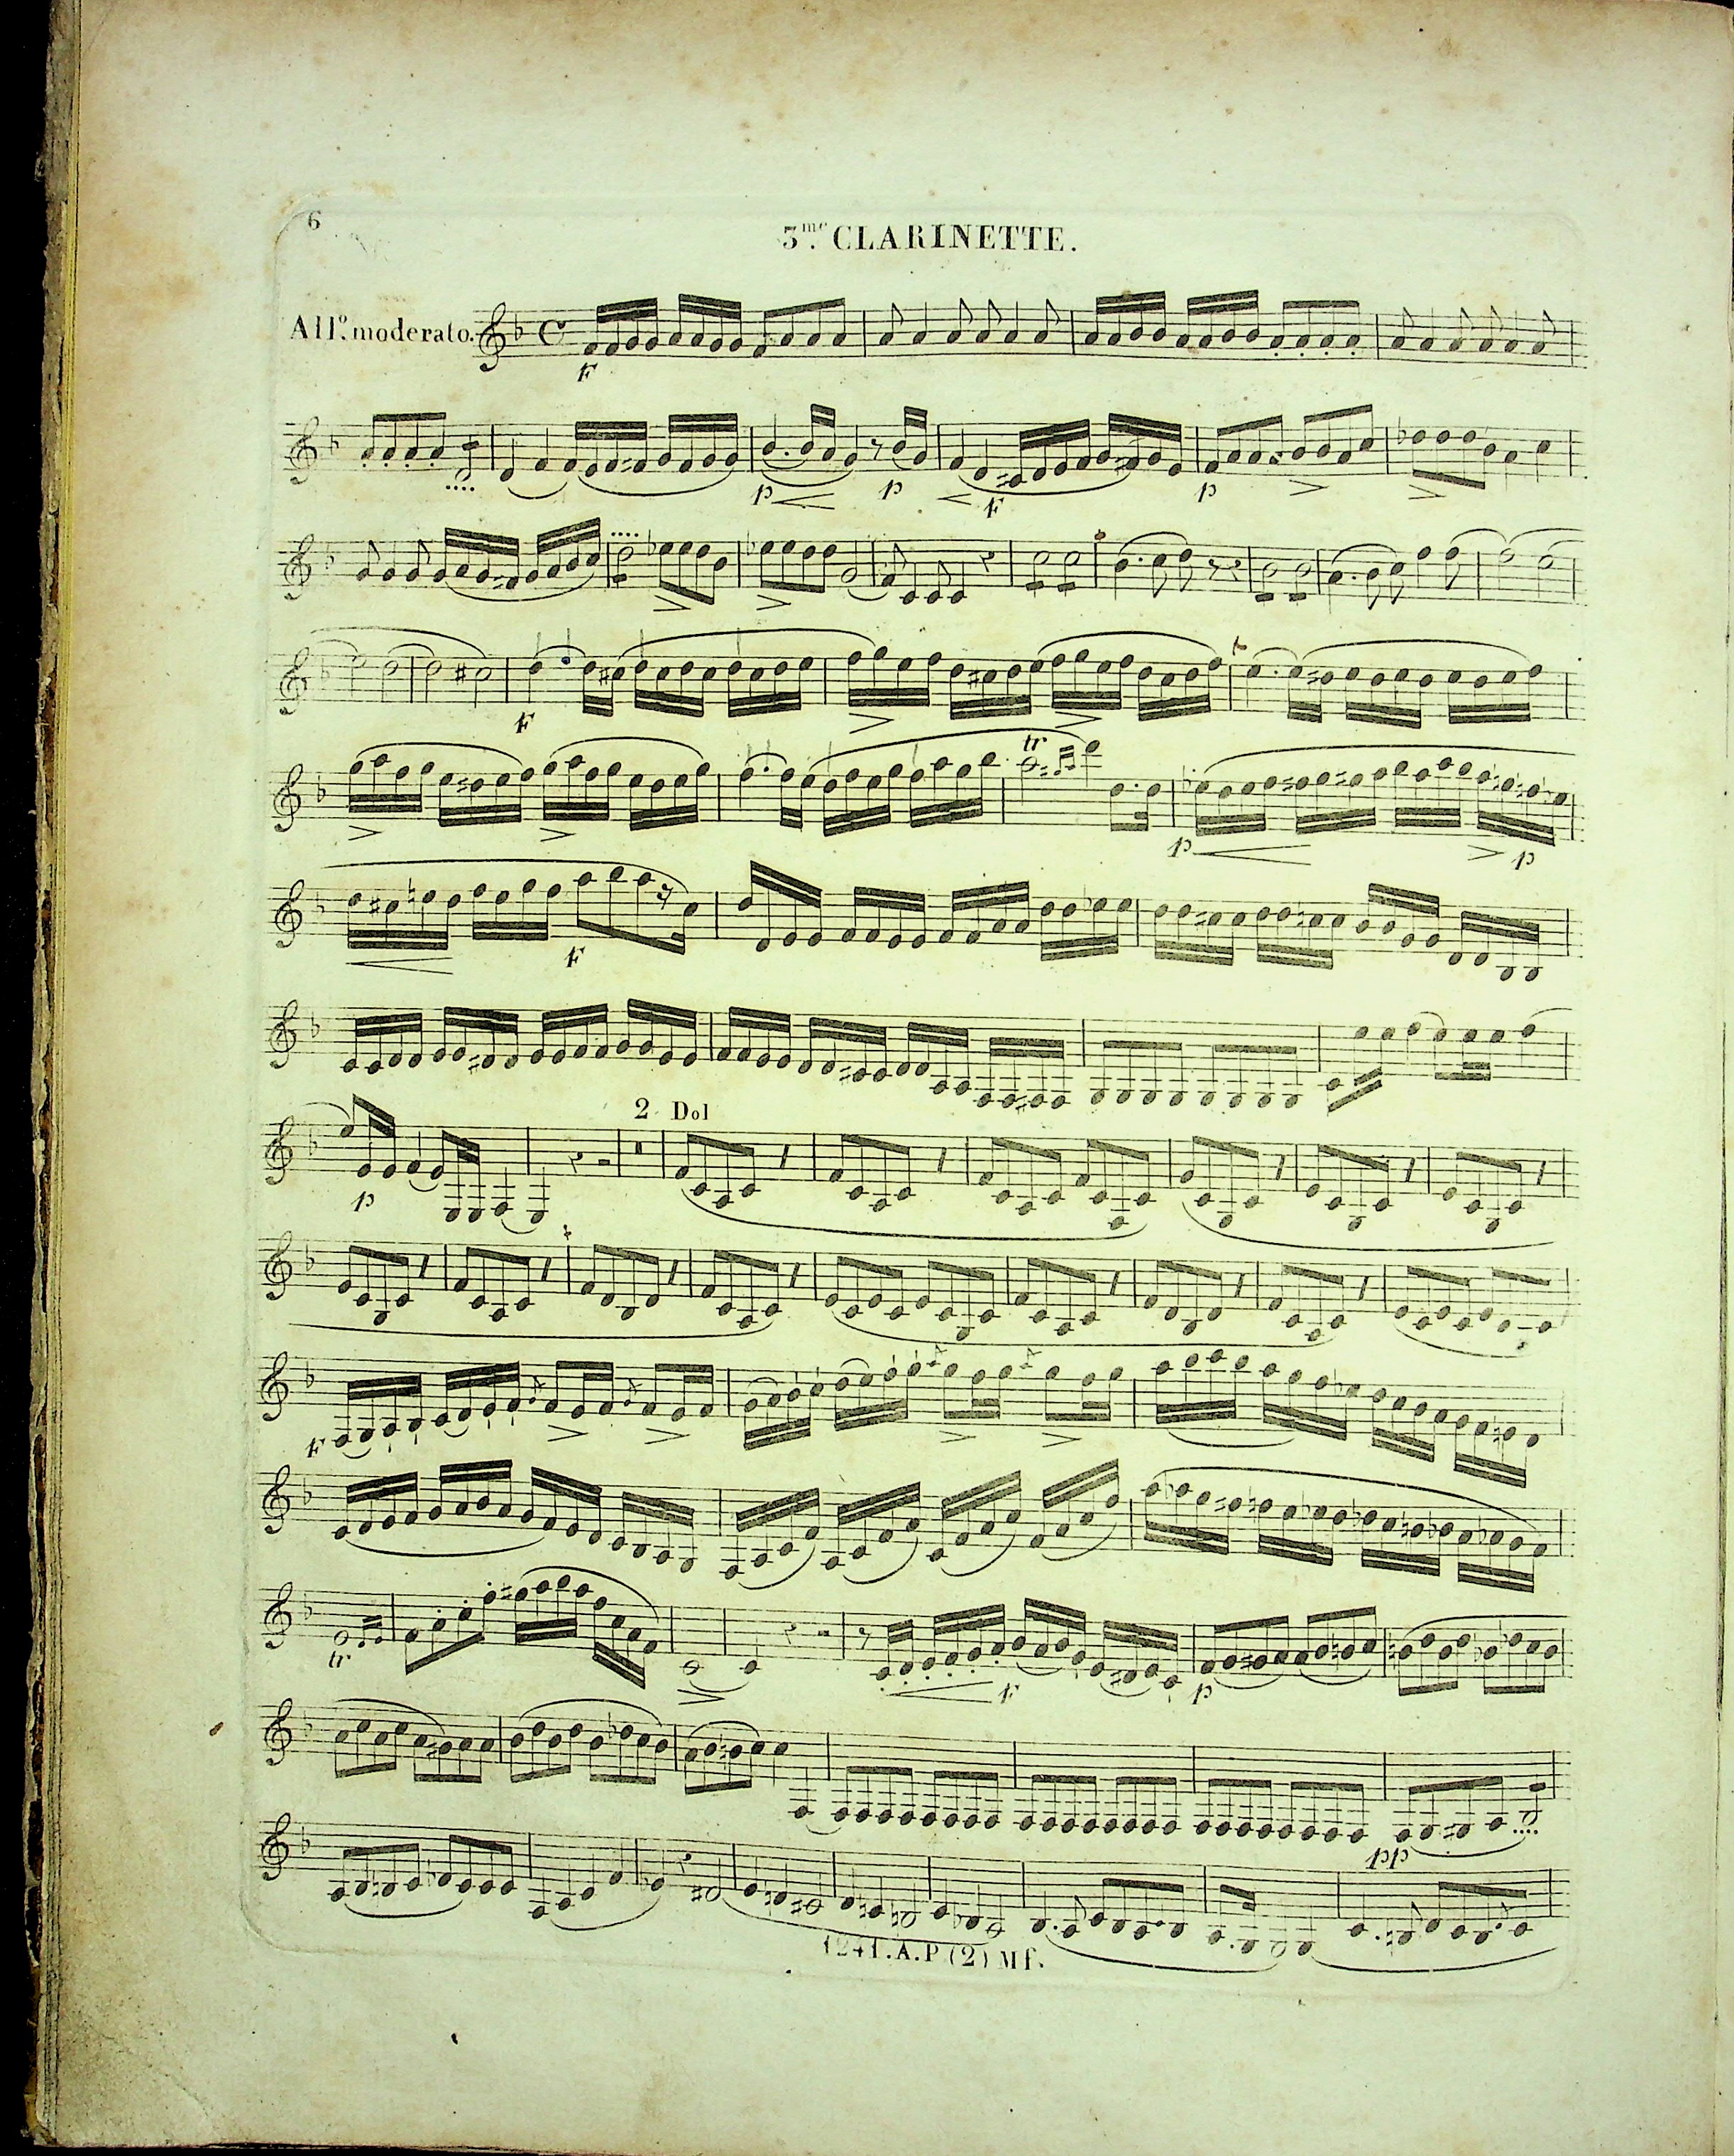 6
3.me CLARINETTE.
All.o moderato.
F
p p F p
F
tr
p p
F
2 Dol
p
F
tr
F p
pp
1241.A.P (2) Mf.